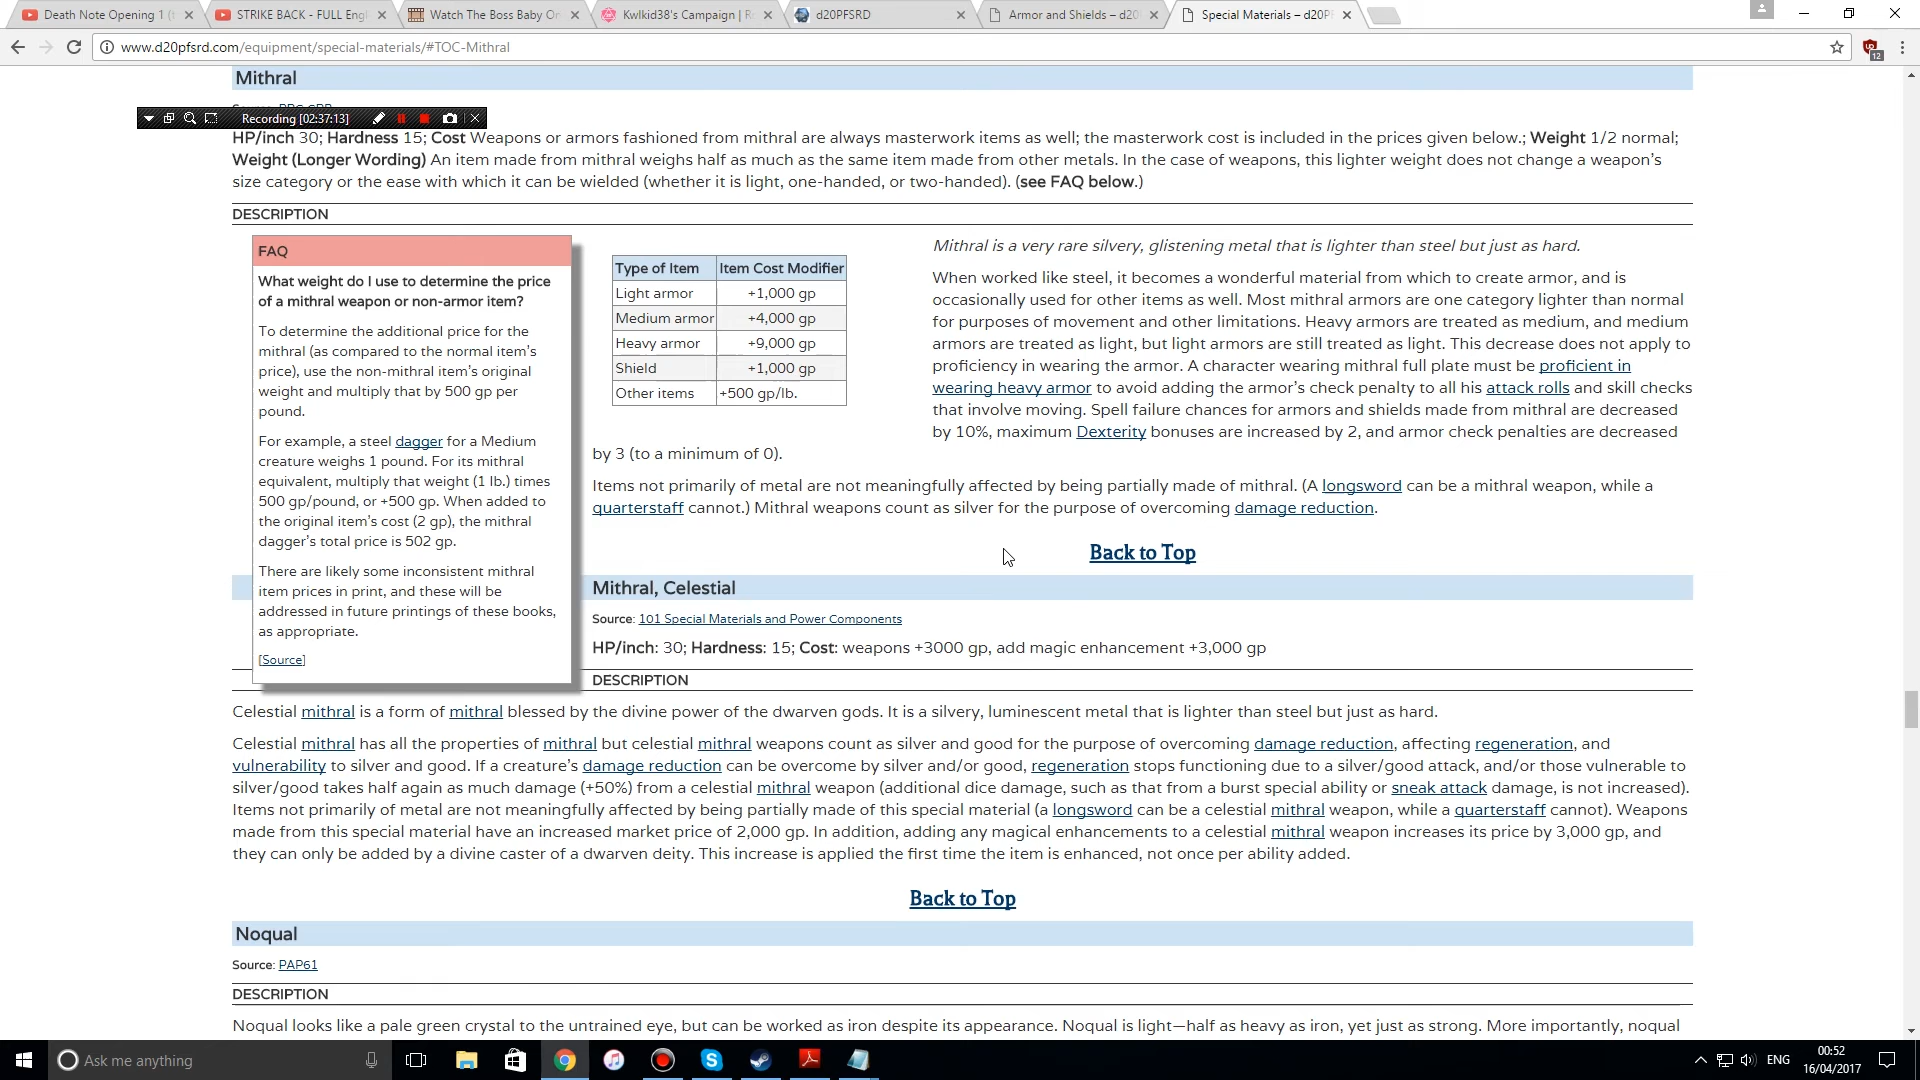 Death Note Opening 1 (
STRIKE BACK - FULL Engl
Watch The Boss Baby On
Kwlkid38's Campaign | R
d20PFSRD
Armor and Shields – d20
Special Materials – d20P
www.d20pfsrd.com/equipment/special-materials/#TOC-Mithral
12
Mithral
Recording [02:37:13]
HP/inch 30; Hardness 15; Cost Weapons or armors fashioned from mithral are always masterwork items as well; the masterwork cost is included in the prices given below.; Weight 1/2 normal;
Weight (Longer Wording) An item made from mithral weighs half as much as the same item made from other metals. In the case of weapons, this lighter weight does not change a weapon's
size category or the ease with which it can be wielded (whether it is light, one-handed, or two-handed). (see FAQ below.)
DESCRIPTION
FAQ
What weight do I use to determine the price
of a mithral weapon or non-armor item?
To determine the additional price for the
mithral (as compared to the normal item's
price), use the non-mithral item's original
weight and multiply that by 500 gp per
pound.
For example, a steel dagger for a Medium
creature weighs 1 pound. For its mithral
equivalent, multiply that weight (1 lb.) times
500 gp/pound, or +500 gp. When added to
the original item's cost (2 gp), the mithral
dagger's total price is 502 gp.
There are likely some inconsistent mithral
item prices in print, and these will be
addressed in future printings of these books,
as appropriate.
[Source]
Type of Item Item Cost Modifier
Light armor +1,000 gp
Medium armor +4,000 gp
Heavy armor +9,000 gp
Shield +1,000 gp
Other items +500 gp/lb.
Mithral is a very rare silvery, glistening metal that is lighter than steel but just as hard.
When worked like steel, it becomes a wonderful material from which to create armor, and is
occasionally used for other items as well. Most mithral armors are one category lighter than normal
for purposes of movement and other limitations. Heavy armors are treated as medium, and medium
armors are treated as light, but light armors are still treated as light. This decrease does not apply to
proficiency in wearing the armor. A character wearing mithral full plate must be proficient in
wearing heavy armor to avoid adding the armor's check penalty to all his attack rolls and skill checks
that involve moving. Spell failure chances for armors and shields made from mithral are decreased
by 10%, maximum Dexterity bonuses are increased by 2, and armor check penalties are decreased
by 3 (to a minimum of 0).
Items not primarily of metal are not meaningfully affected by being partially made of mithral. (A longsword can be a mithral weapon, while a
quarterstaff cannot.) Mithral weapons count as silver for the purpose of overcoming damage reduction.
Back to Top
Mithral, Celestial
Source: 101 Special Materials and Power Components
HP/inch: 30; Hardness: 15; Cost: weapons +3000 gp, add magic enhancement +3,000 gp
DESCRIPTION
Celestial mithral is a form of mithral blessed by the divine power of the dwarven gods. It is a silvery, luminescent metal that is lighter than steel but just as hard.
Celestial mithral has all the properties of mithral but celestial mithral weapons count as silver and good for the purpose of overcoming damage reduction, affecting regeneration, and
vulnerability to silver and good. If a creature's damage reduction can be overcome by silver and/or good, regeneration stops functioning due to a silver/good attack, and/or those vulnerable to
silver/good takes half again as much damage (+50%) from a celestial mithral weapon (additional dice damage, such as that from a burst special ability or sneak attack damage, is not increased).
Items not primarily of metal are not meaningfully affected by being partially made of this special material (a longsword can be a celestial mithral weapon, while a quarterstaff cannot). Weapons
made from this special material have an increased market price of 2,000 gp. In addition, adding any magical enhancements to a celestial mithral weapon increases its price by 3,000 gp, and
they can only be added by a divine caster of a dwarven deity. This increase is applied the first time the item is enhanced, not once per ability added.
Back to Top
Noqual
Source: PAP61
DESCRIPTION
Noqual looks like a pale green crystal to the untrained eye, but can be worked as iron despite its appearance. Noqual is light—half as heavy as iron, yet just as strong. More importantly, noqual
Ask me anything
ENG
00:52
16/04/2017